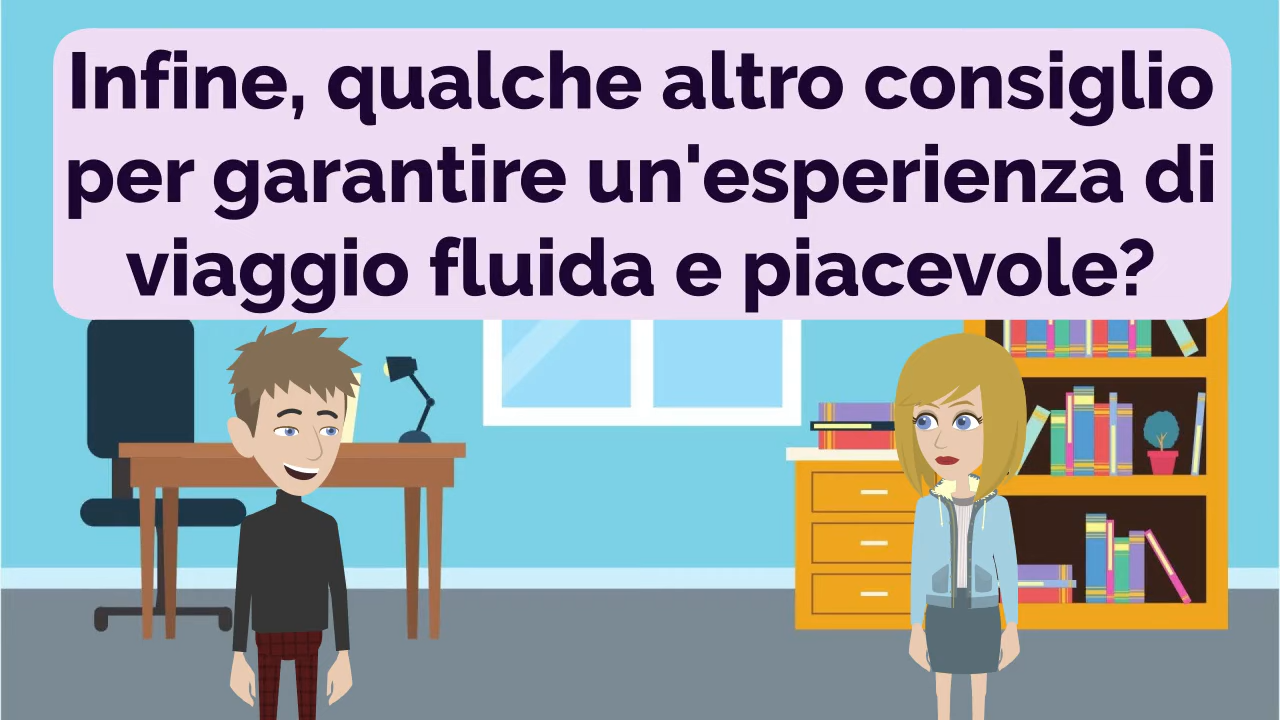 Infine, qualche altro consiglio
per garantire un'esperienza di
viaggio fluida e piacevole?